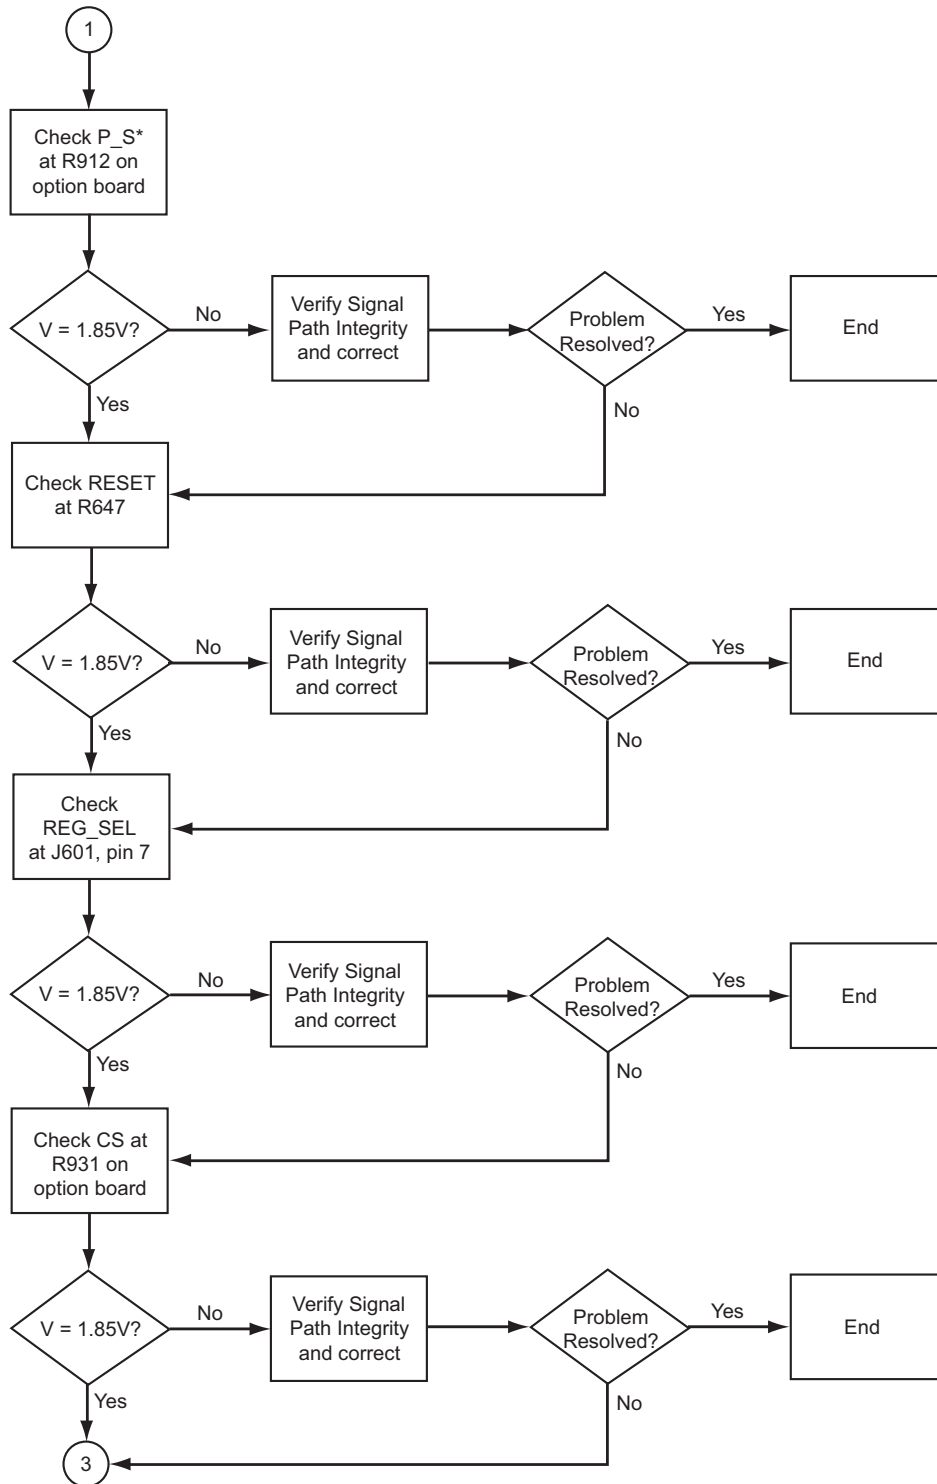 1
Check P_S*
at R912 on
option board
V = 1.85V?
No
Verify Signal
Path Integrity
and correct
Problem
Resolved?
Yes
End
Yes
No
Check RESET
at R647
V = 1.85V?
No
Verify Signal
Path Integrity
and correct
Problem
Resolved?
Yes
End
Yes
No
Check
REG_SEL
at J601, pin 7
V = 1.85V?
No
Verify Signal
Path Integrity
and correct
Problem
Resolved?
Yes
End
Yes
No
Check CS at
R931 on
option board
V = 1.85V?
No
Verify Signal
Path Integrity
and correct
Problem
Resolved?
Yes
End
Yes
No
3